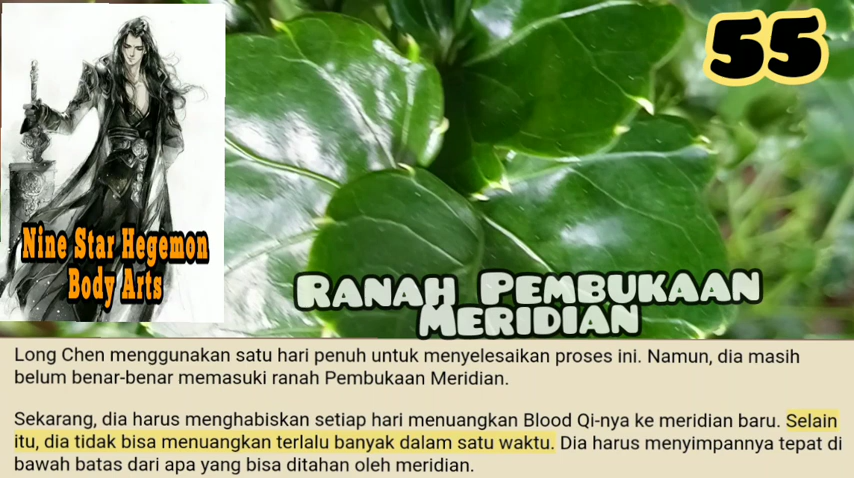 55
Nine Star Hegemon
Body Arts
Ranah Pembukaan
Meridian
Long Chen menggunakan satu hari penuh untuk menyelesaikan proses ini. Namun, dia masih
belum benar-benar memasuki ranah Pembukaan Meridian.
Sekarang, dia harus menghabiskan setiap hari menuangkan Blood Qi-nya ke meridian baru. Selain
itu, dia tidak bisa menuangkan terlalu banyak dalam satu waktu. Dia harus menyimpannya tepat di
bawah batas dari apa yang bisa ditahan oleh meridian.